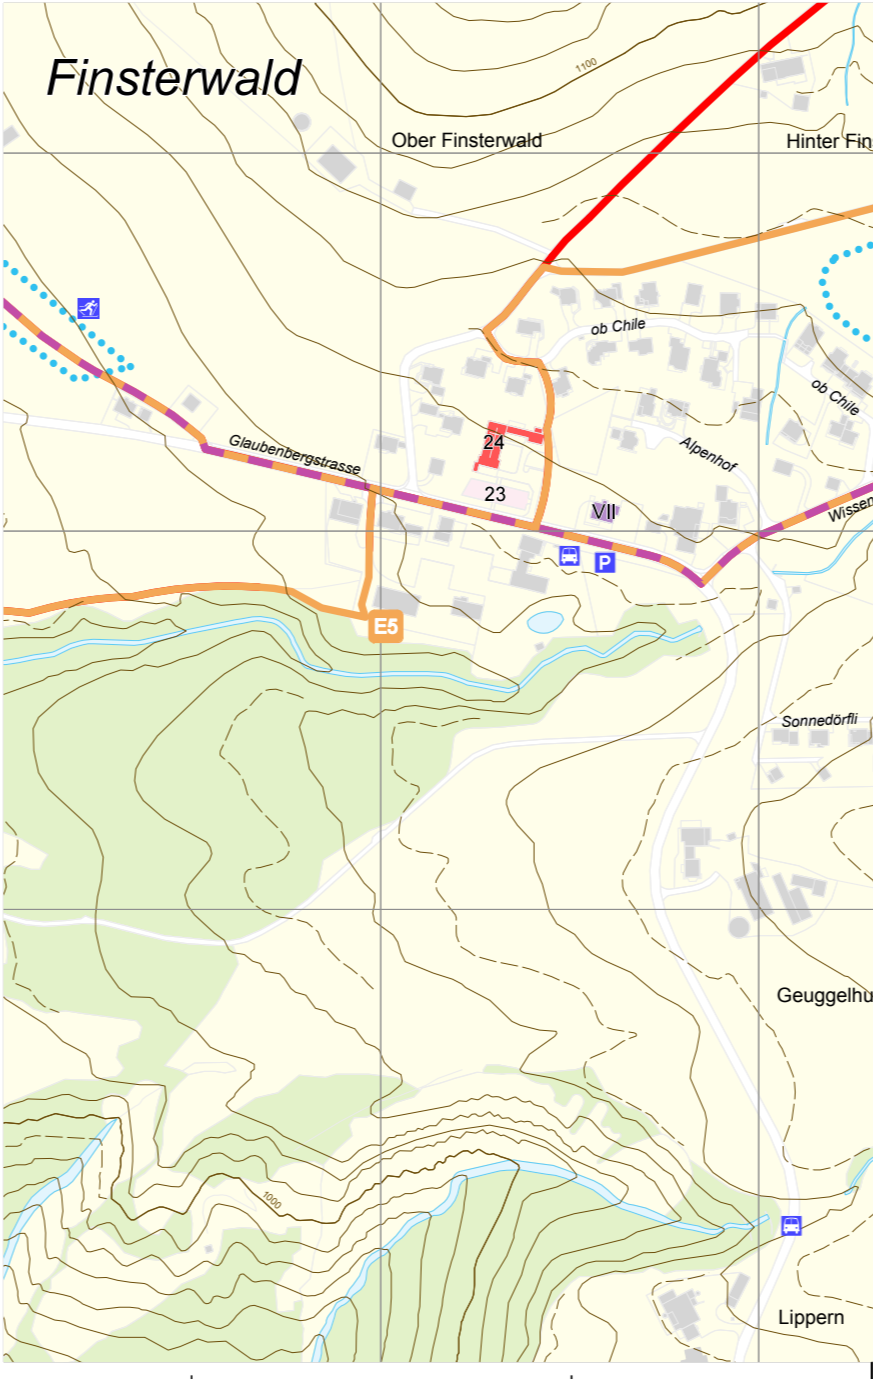 Finsterwald
1100
Ober Finsterwald
Hinter Fin
ob Chile
ob Chile
Glaubenbergstrasse
24
Alpenhof
23
VII
Wissen
P
E5
Sonnedörfli
Geuggelhu
1000
Lippern